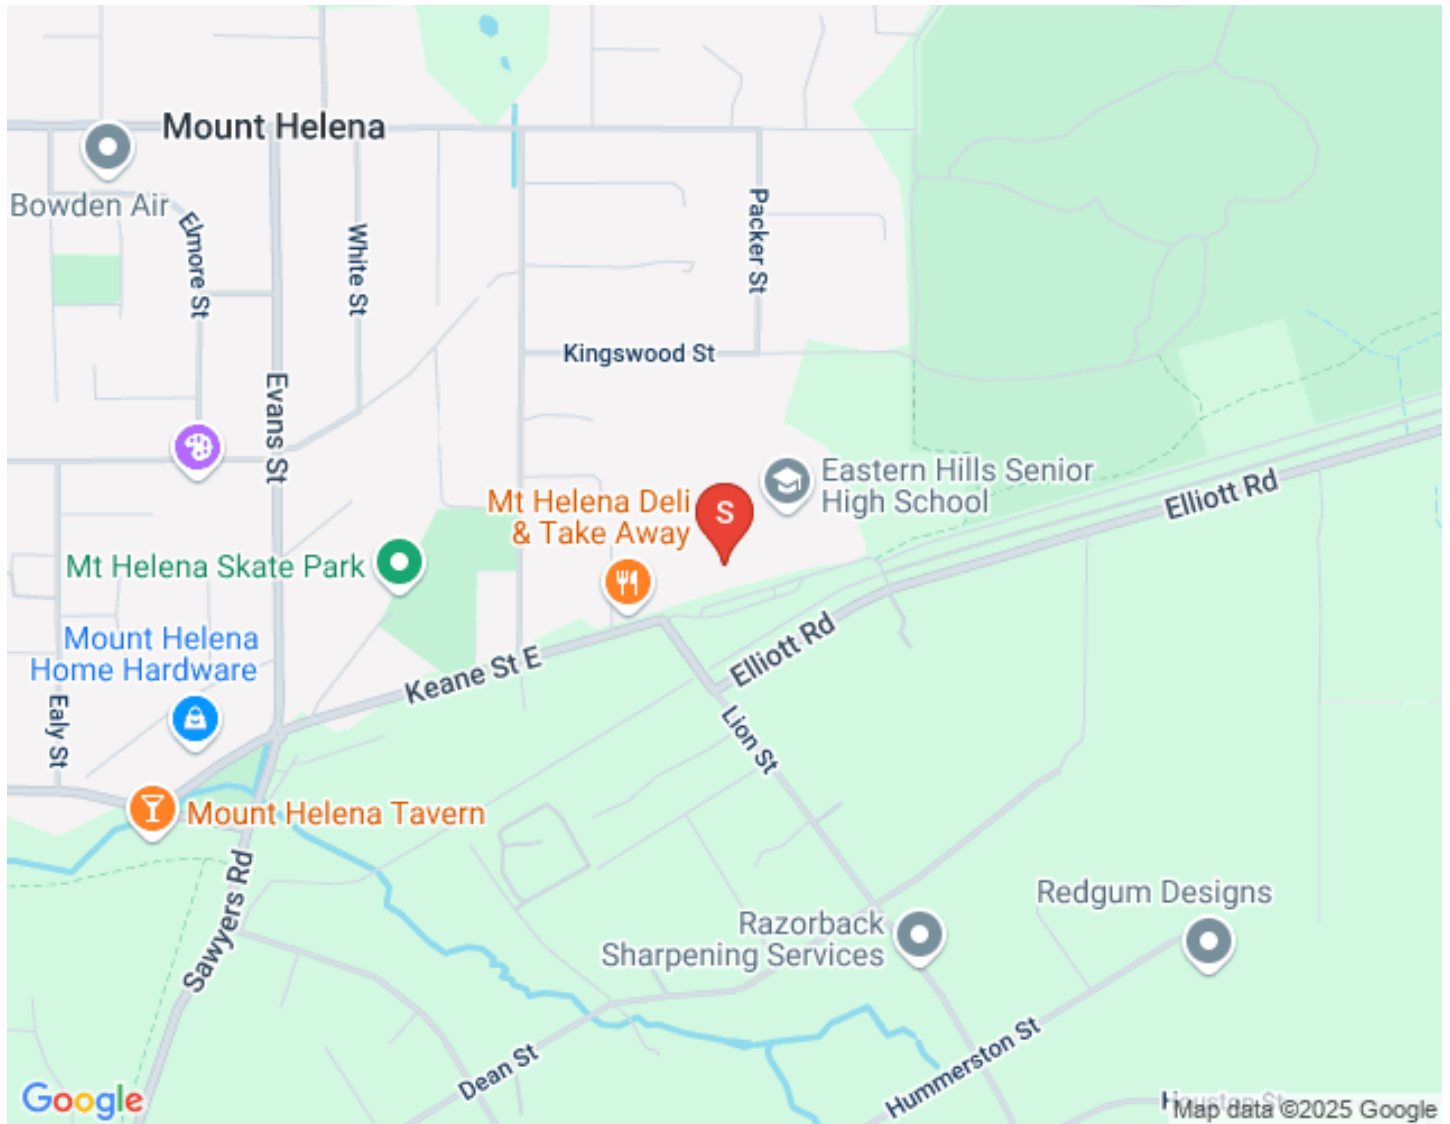 Mount Helena
Bowden Air
Elmore St
White St
Packer St
Kingswood St
Evans St
Eastern Hills Senior
High School
Mt Helena Deli
& Take Away
S
Elliott Rd
Mt Helena Skate Park
Mount Helena
Home Hardware
Keane St E
Elliott Rd
Ealy St
Lion St
Mount Helena Tavern
Sawyers Rd
Redgum Designs
Razorback
Sharpening Services
Dean St
Hummerston St
Google
Houston St
Map data ©2025 Google